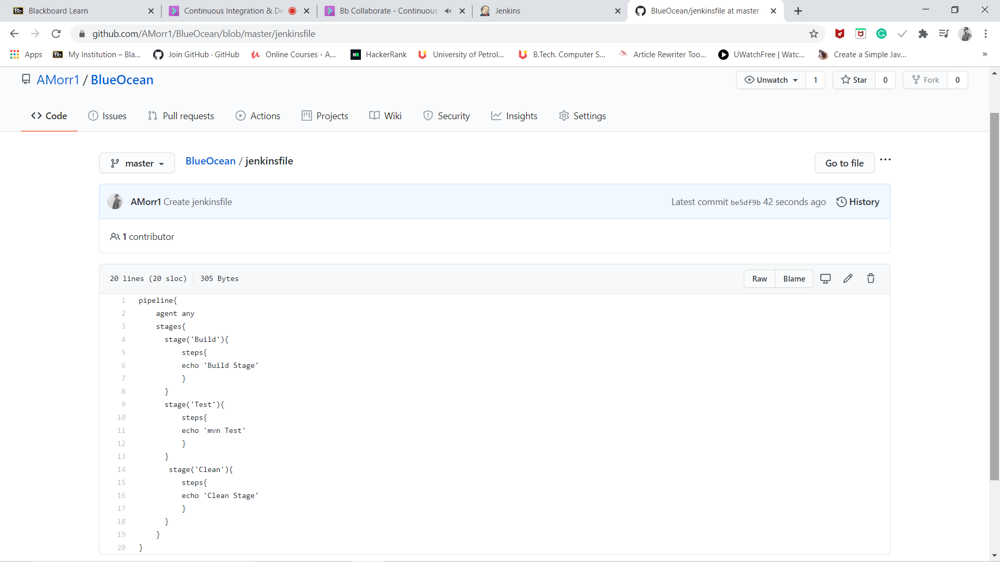 Blackboard Learn
Continuous Integration & De
Bb Collaborate - Continuous
Jenkins
BlueOcean/jenkinsfile at master
github.com/AMorr1/BlueOcean/blob/master/jenkinsfile
Apps
Bb My Institution – Bla...
Join GitHub · GitHub
Online Courses - A...
HackerRank
University of Petrol...
B.Tech. Computer S...
Article Rewriter Too...
UWatchFree | Watc...
Create a Simple Jav...
»
AMorr1 / BlueOcean
Unwatch 1
Star 0
Fork 0
Code
Issues
Pull requests
Actions
Projects
Wiki
Security
Insights
Settings
master
BlueOcean / jenkinsfile
Go to file
AMorr1 Create jenkinsfile
Latest commit be5df9b 42 seconds ago
History
1 contributor
20 lines (20 sloc) 305 Bytes
Raw
Blame
1 pipeline{
2 agent any
3 stages{
4 stage('Build'){
5 steps{
6 echo 'Build Stage'
7 }
8 }
9 stage('Test'){
10 steps{
11 echo 'mvn Test'
12 }
13 }
14 stage('Clean'){
15 steps{
16 echo 'Clean Stage'
17 }
18 }
19 }
20 }